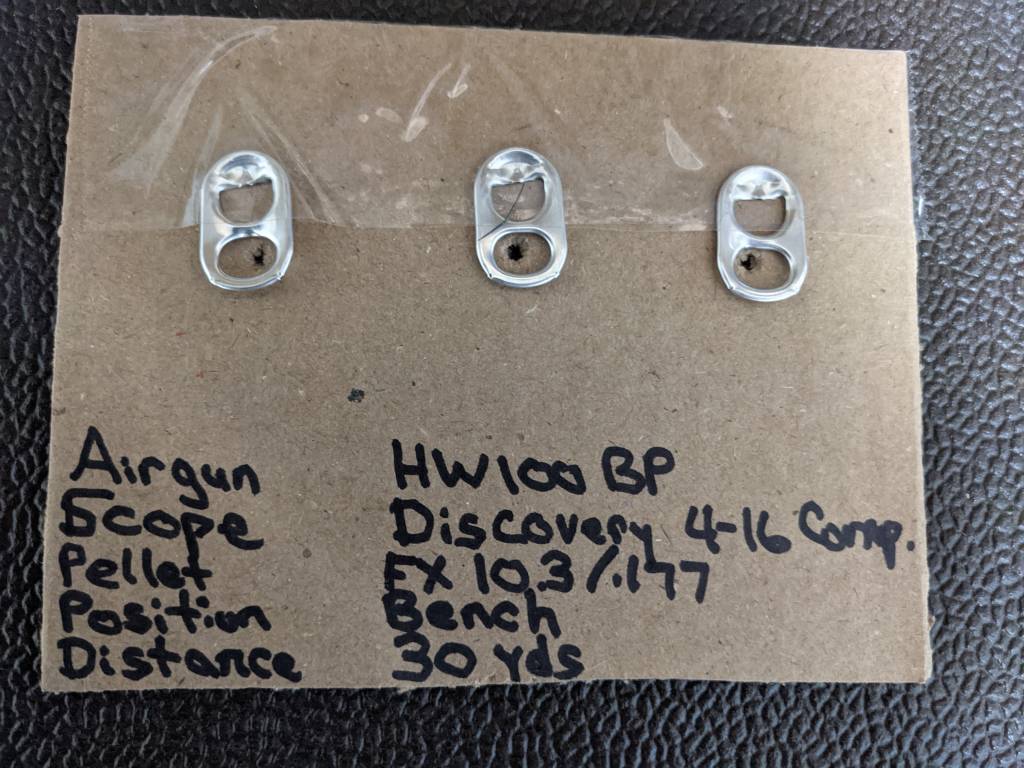 Airgun HW100 BP
Scope Discovery 4-16 Comp.
Pellet FX 10.3/.177
Position Bench
Distance 30 yds